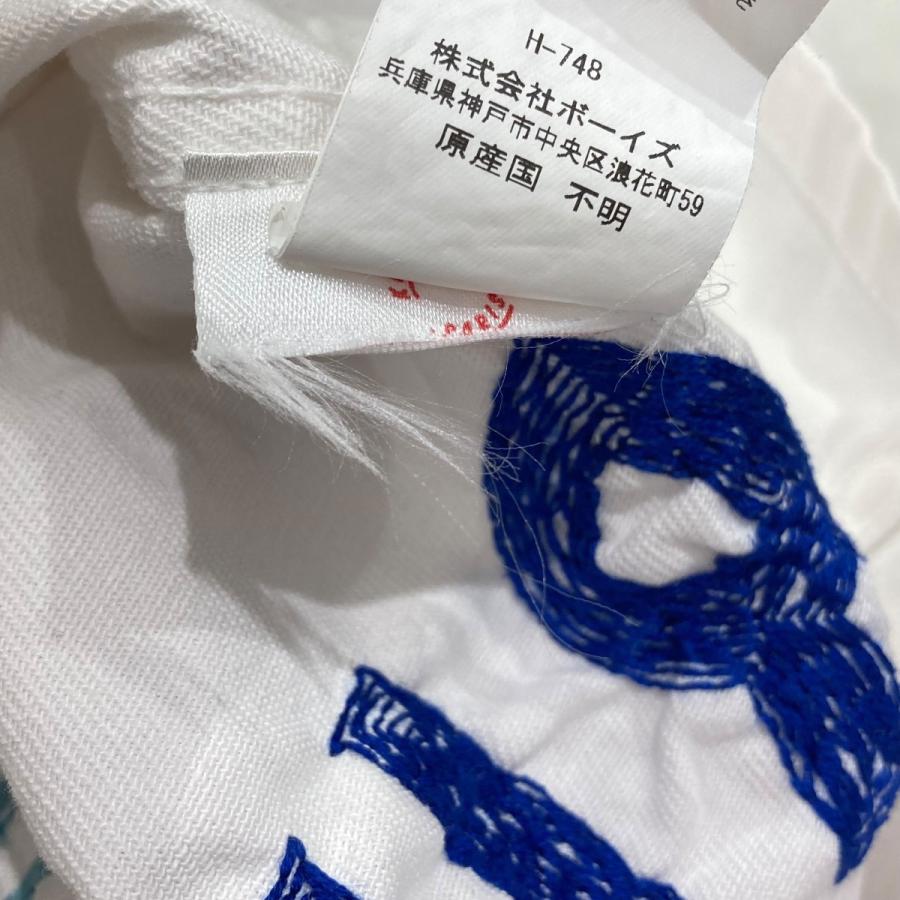 H-748
株式会社ボーイズ
兵庫県神戸市中央区浪花町59
原産国 不明
PARIS